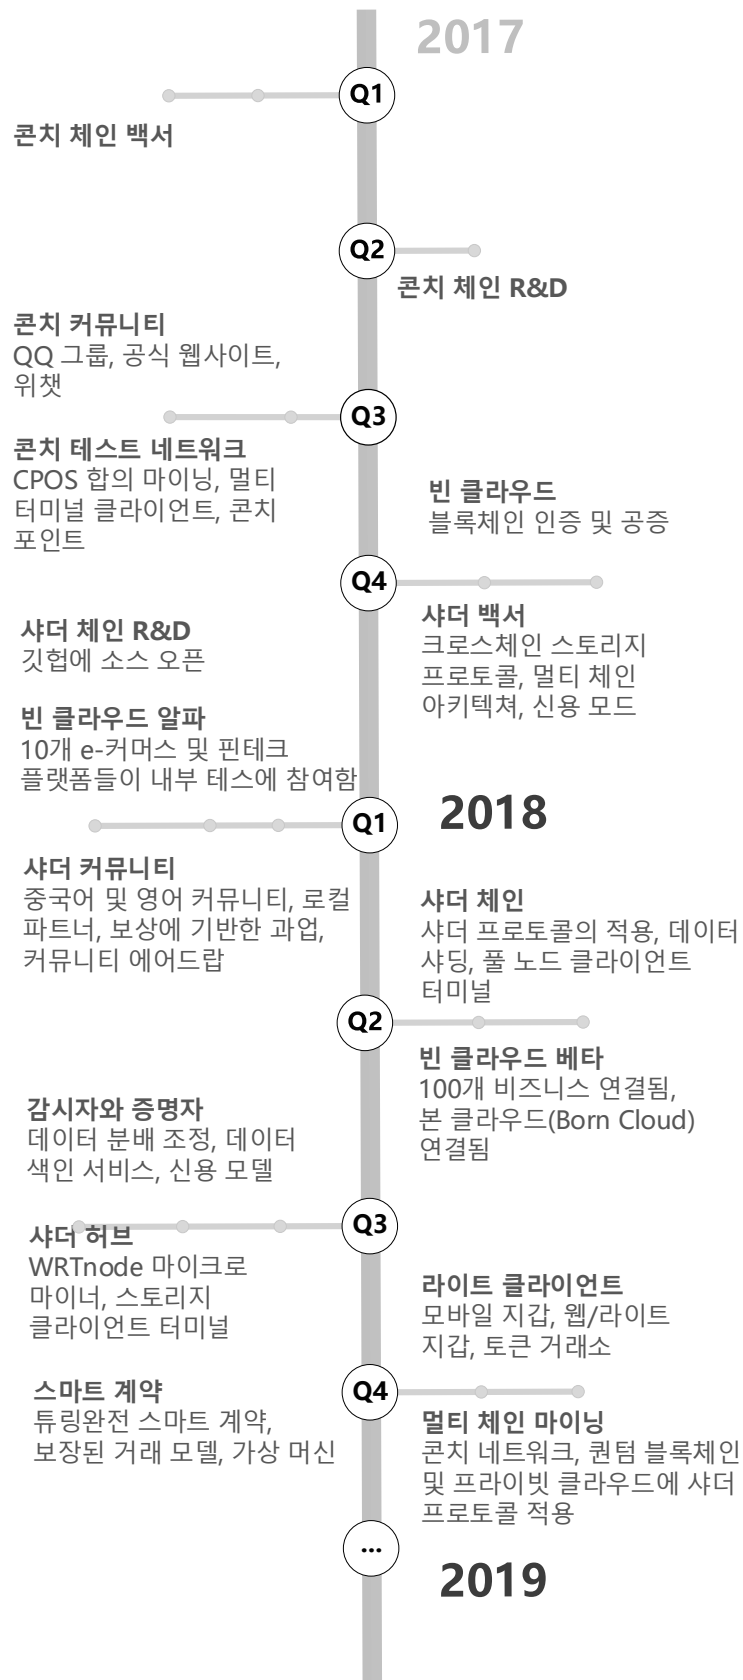 2017
Q1
콘치 체인 백서
Q2
콘치 체인 R&D
콘치 커뮤니티
QQ 그룹, 공식 웹사이트,
위챗
Q3
콘치 테스트 네트워크
CPOS 합의 마이닝, 멀티
터미널 클라이언트, 콘치
포인트
빈 클라우드
블록체인 인증 및 공증
Q4
샤더 백서
크로스체인 스토리지
프로토콜, 멀티 체인
아키텍쳐, 신용 모드
샤더 체인 R&D
깃헙에 소스 오픈
빈 클라우드 알파
10개 e-커머스 및 핀테크
플랫폼들이 내부 테스에 참여함
2018
Q1
샤더 커뮤니티
중국어 및 영어 커뮤니티, 로컬
파트너, 보상에 기반한 과업,
커뮤니티 에어드랍
샤더 체인
샤더 프로토콜의 적용, 데이터
샤딩, 풀 노드 클라이언트
터미널
Q2
빈 클라우드 베타
100개 비즈니스 연결됨,
본 클라우드(Born Cloud)
연결됨
감시자와 증명자
데이터 분배 조정, 데이터
색인 서비스, 신용 모델
Q3
샤더 허브
WRTnode 마이크로
마이너, 스토리지
클라이언트 터미널
라이트 클라이언트
모바일 지갑, 웹/라이트
지갑, 토큰 거래소
Q4
스마트 계약
튜링완전 스마트 계약,
보장된 거래 모델, 가상 머신
멀티 체인 마이닝
콘치 네트워크, 퀀텀 블록체인
및 프라이빗 클라우드에 샤더
프로토콜 적용
...
2019